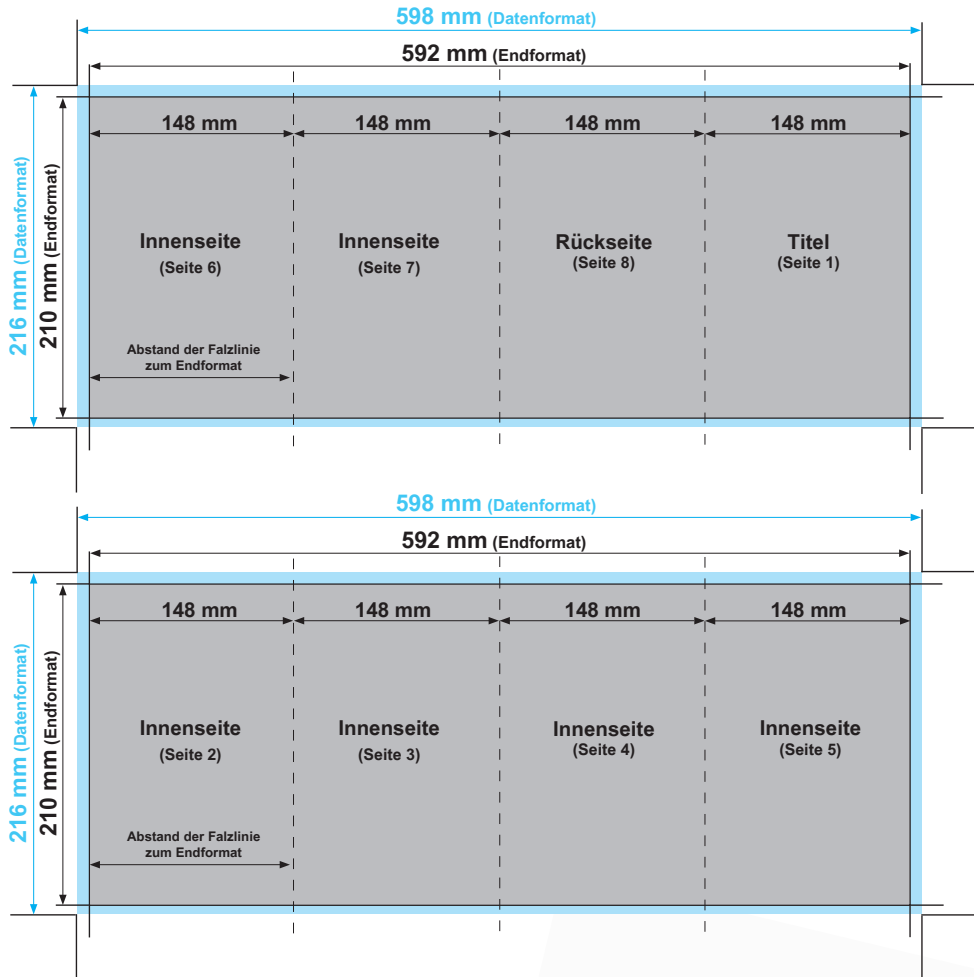 598 mm (Datenformat)
592 mm (Endformat)
216 mm (Datenformat)
210 mm (Endformat)
148 mm 148 mm 148 mm 148 mm
Innenseite Innenseite Rückseite Titel
(Seite 6) (Seite 7) (Seite 8) (Seite 1)
Abstand der Falzlinie
zum Endformat
598 mm (Datenformat)
592 mm (Endformat)
216 mm (Datenformat)
210 mm (Endformat)
148 mm 148 mm 148 mm 148 mm
Innenseite Innenseite Innenseite Innenseite
(Seite 2) (Seite 3) (Seite 4) (Seite 5)
Abstand der Falzlinie
zum Endformat